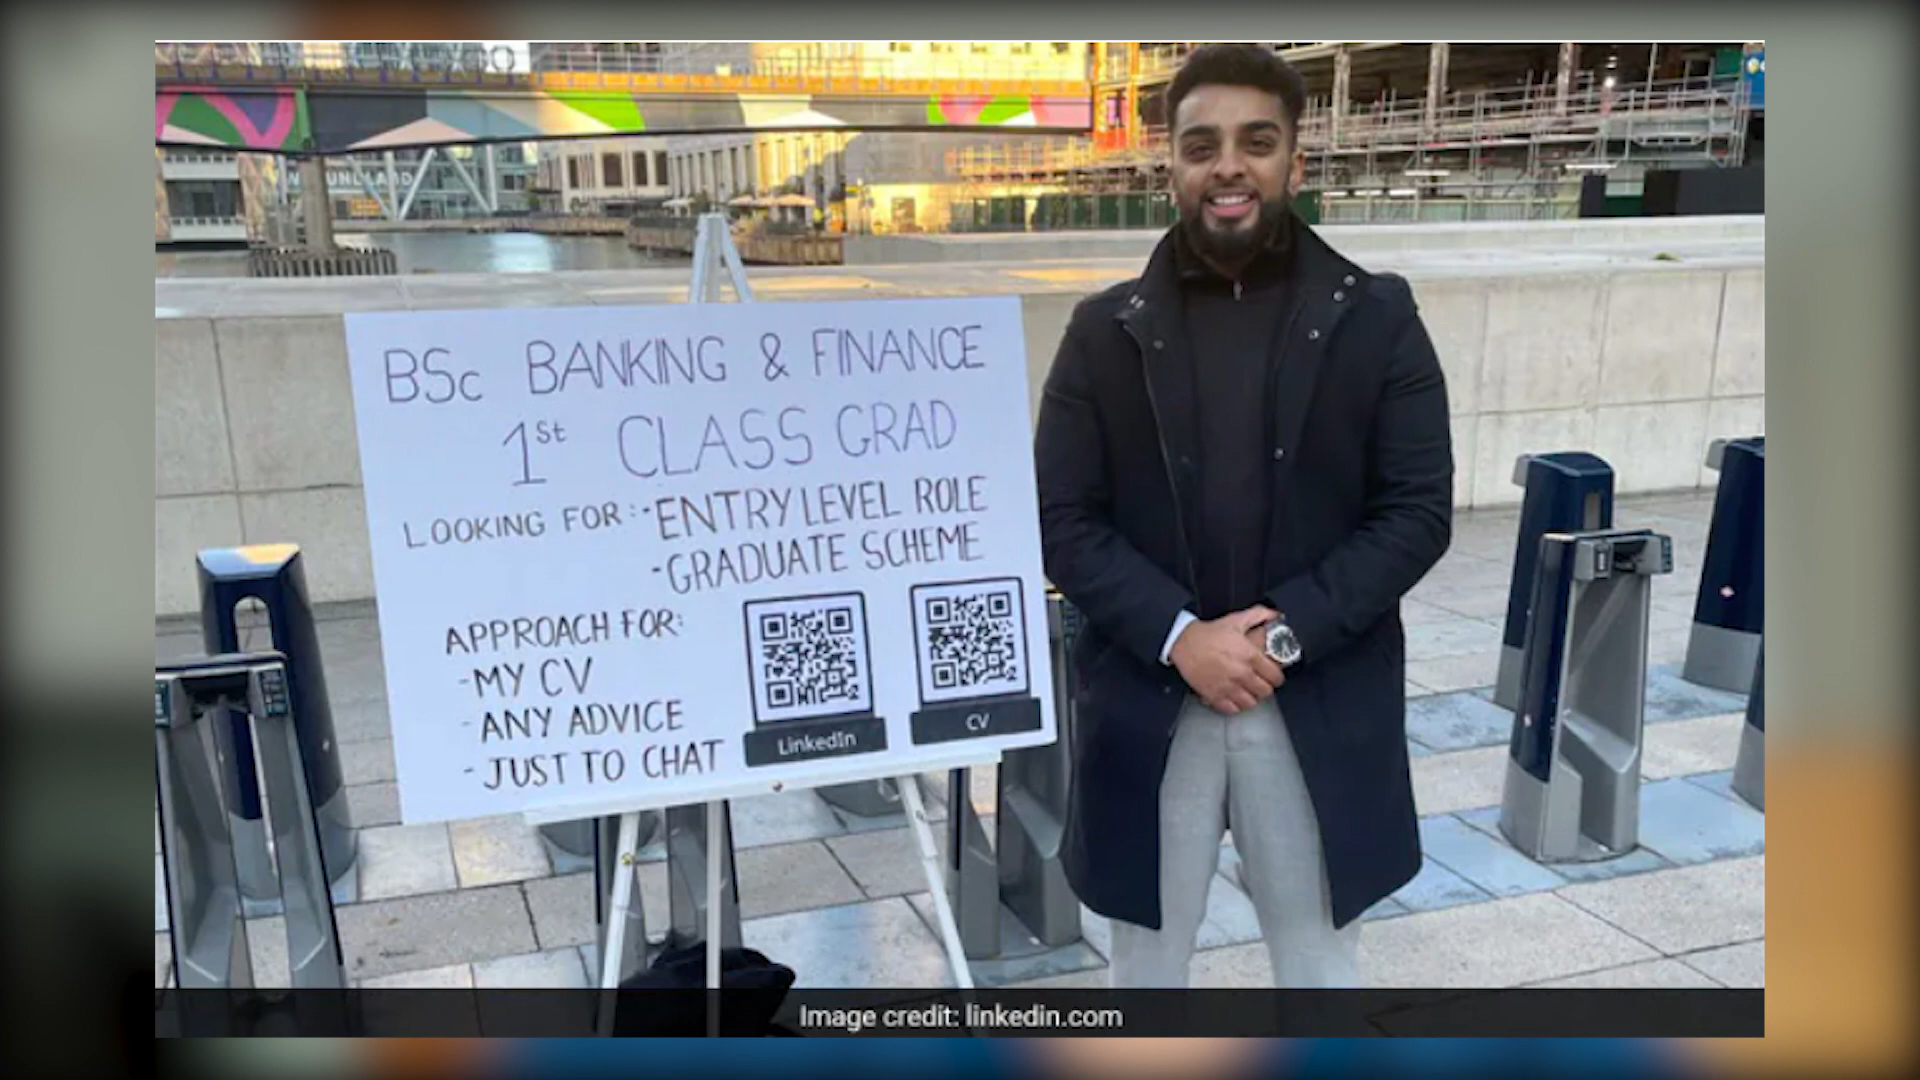 NEWFOUNDLAND
BSc BANKING & FINANCE
1st CLASS GRAD
LOOKING FOR:- ENTRY LEVEL ROLE
- GRADUATE SCHEME
APPROACH FOR:
- MY CV
- ANY ADVICE
- JUST TO CHAT
LinkedIn
CV
Image credit: linkedin.com